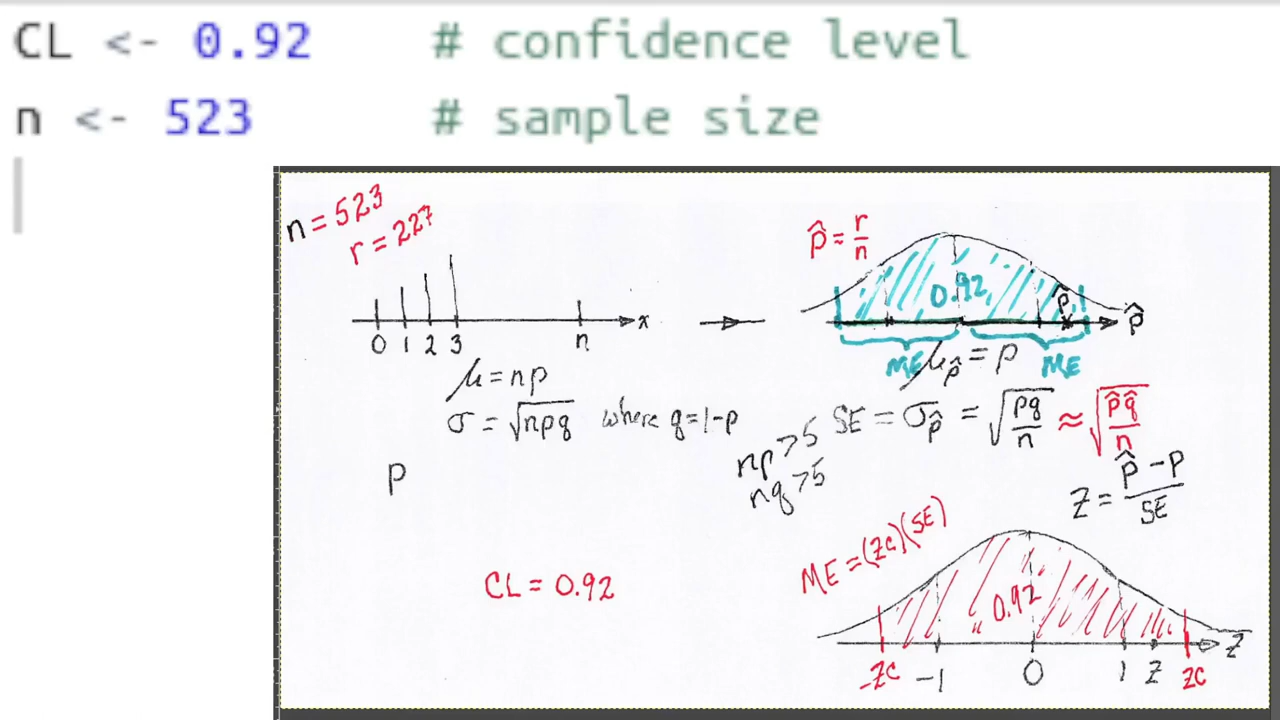 CL <- 0.92 # confidence level
n <- 523 # sample size
n = 523
r = 227
0 1 2 3 n x
μ = np
σ = √npq where q = 1-p
p
CL = 0.92
p̂ ≈ r/n
0.92
p̂
p̂
ME ME
μp̂ = p
SE = σp̂ = √pq/n ≈ √p̂q̂/n
np > 5
nq > 5
z = p̂ - p / SE
ME = (zc)(SE)
0.92
-zc -1 0 1 z zc z